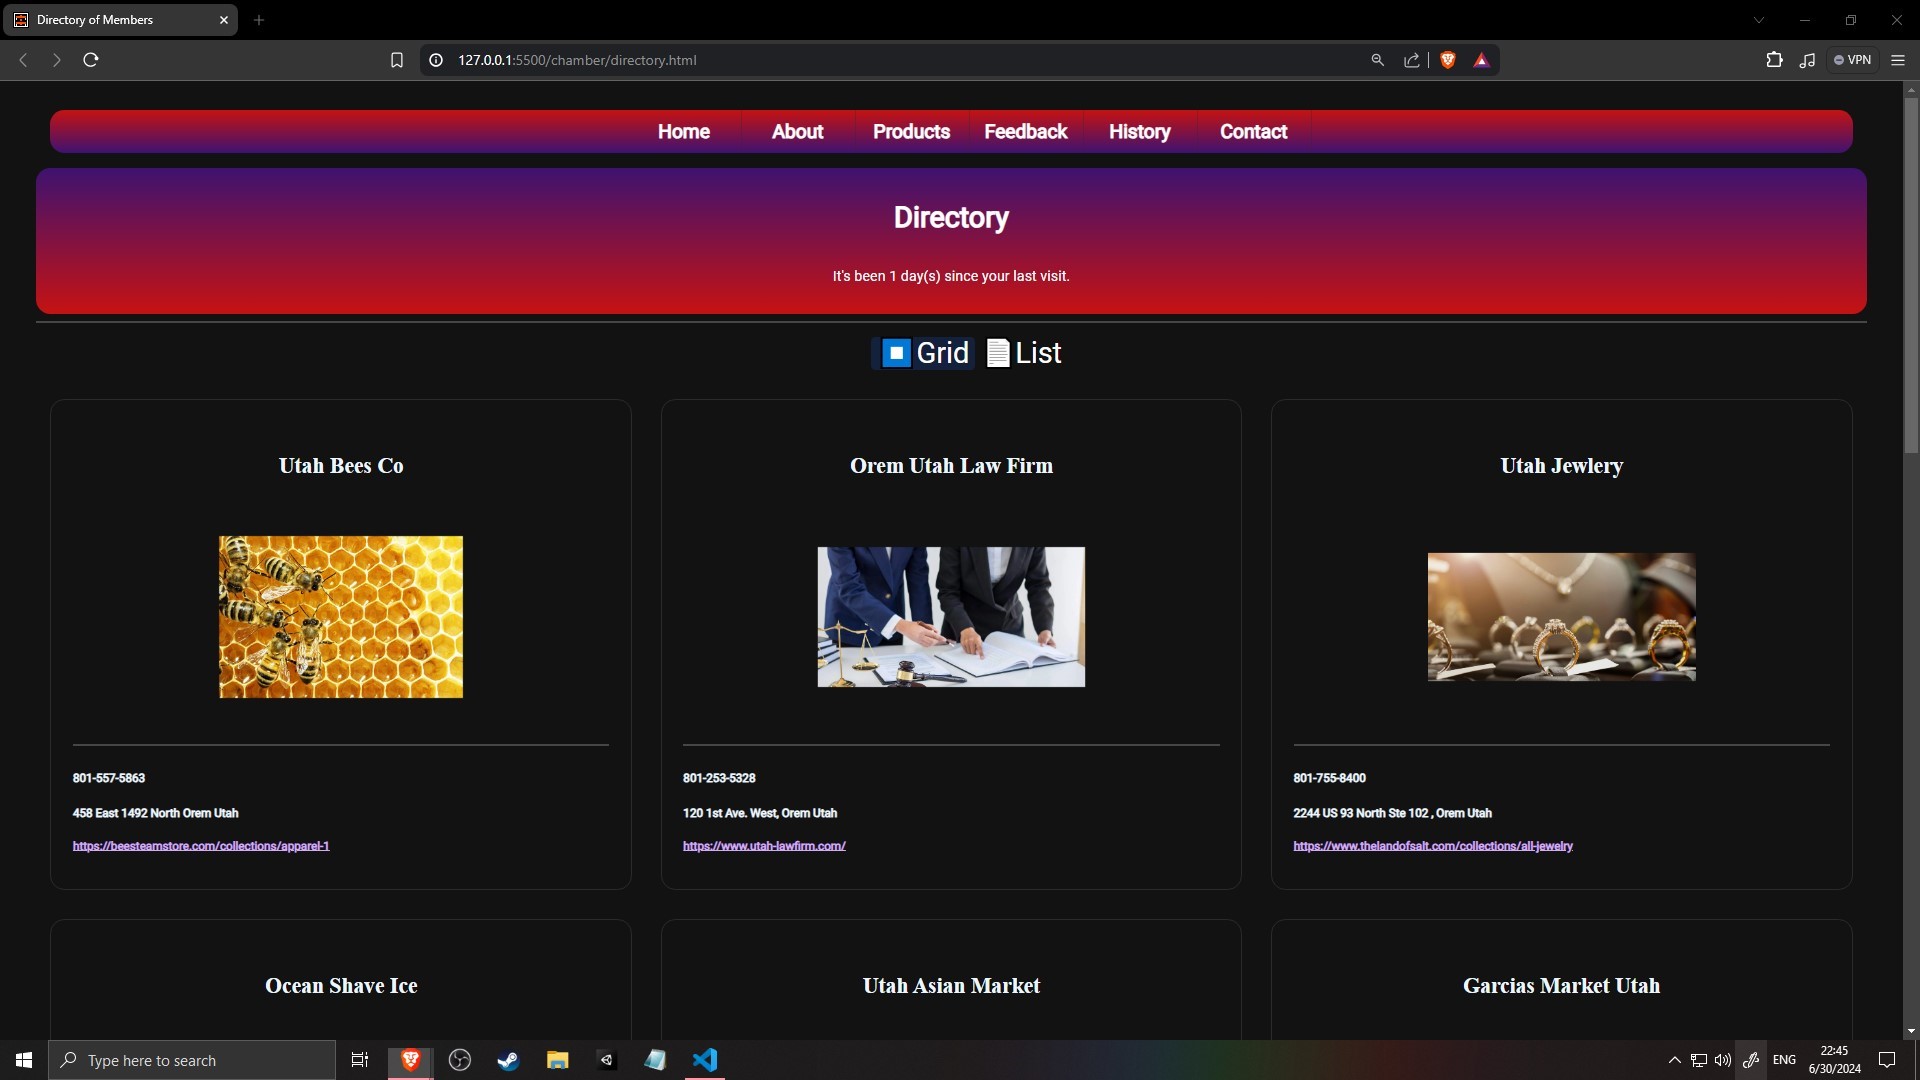 Directory of Members
127.0.0.1:5500/chamber/directory.html
VPN
Home About Products Feedback History Contact
Directory
It's been 1 day(s) since your last visit.
Grid List
Utah Bees Co
Orem Utah Law Firm
Utah Jewlery
801-557-5863
458 East 1492 North Orem Utah
https://beesteamstore.com/collections/apparel-1
801-253-5328
120 1st Ave. West, Orem Utah
https://www.utah-lawfirm.com/
801-755-8400
2244 US 93 North Ste 102 , Orem Utah
https://www.thelandofsalt.com/collections/all-jewelry
Ocean Shave Ice
Utah Asian Market
Garcias Market Utah
Type here to search
ENG
22:45
6/30/2024